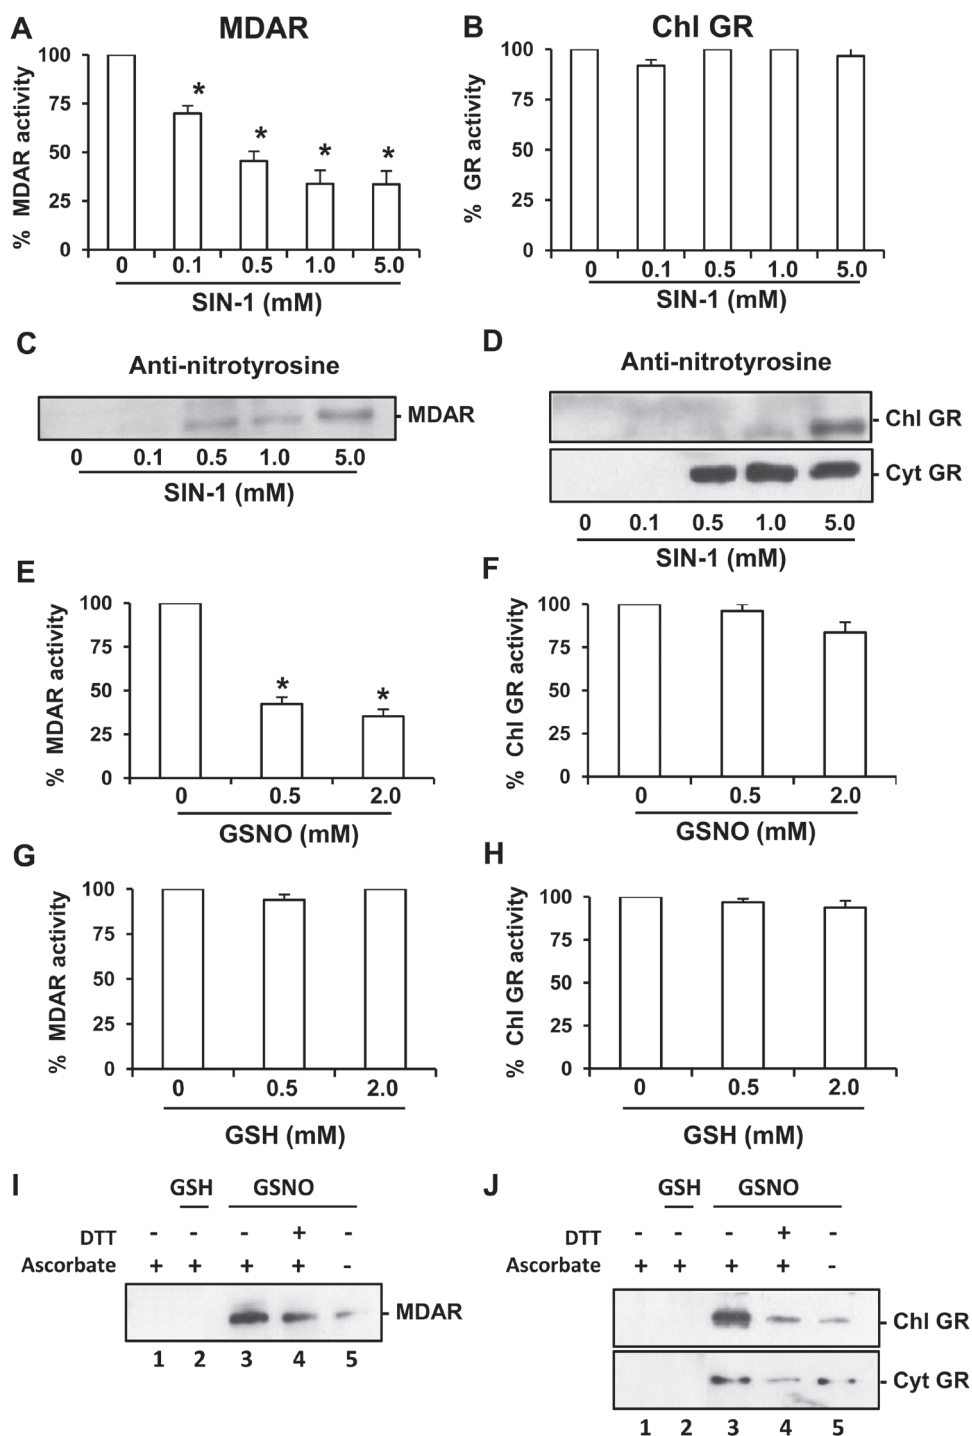 A
MDAR
% MDAR activity
100
75
50
25
0
* * * *
0 0.1 0.5 1.0 5.0
SIN-1 (mM)
B
Chl GR
% GR activity
100
75
50
25
0
0 0.1 0.5 1.0 5.0
SIN-1 (mM)
C
Anti-nitrotyrosine
MDAR
0 0.1 0.5 1.0 5.0
SIN-1 (mM)
D
Anti-nitrotyrosine
Chl GR
Cyt GR
0 0.1 0.5 1.0 5.0
SIN-1 (mM)
E
% MDAR activity
100
75
50
25
0
* *
0 0.5 2.0
GSNO (mM)
F
% Chl GR activity
100
75
50
25
0
0 0.5 2.0
GSNO (mM)
G
% MDAR activity
100
75
50
25
0
0 0.5 2.0
GSH (mM)
H
% Chl GR activity
100
75
50
25
0
0 0.5 2.0
GSH (mM)
I
GSH GSNO
DTT - - - + -
Ascorbate + + + + -
MDAR
1 2 3 4 5
J
GSH GSNO
DTT - - - + -
Ascorbate + + + + -
Chl GR
Cyt GR
1 2 3 4 5